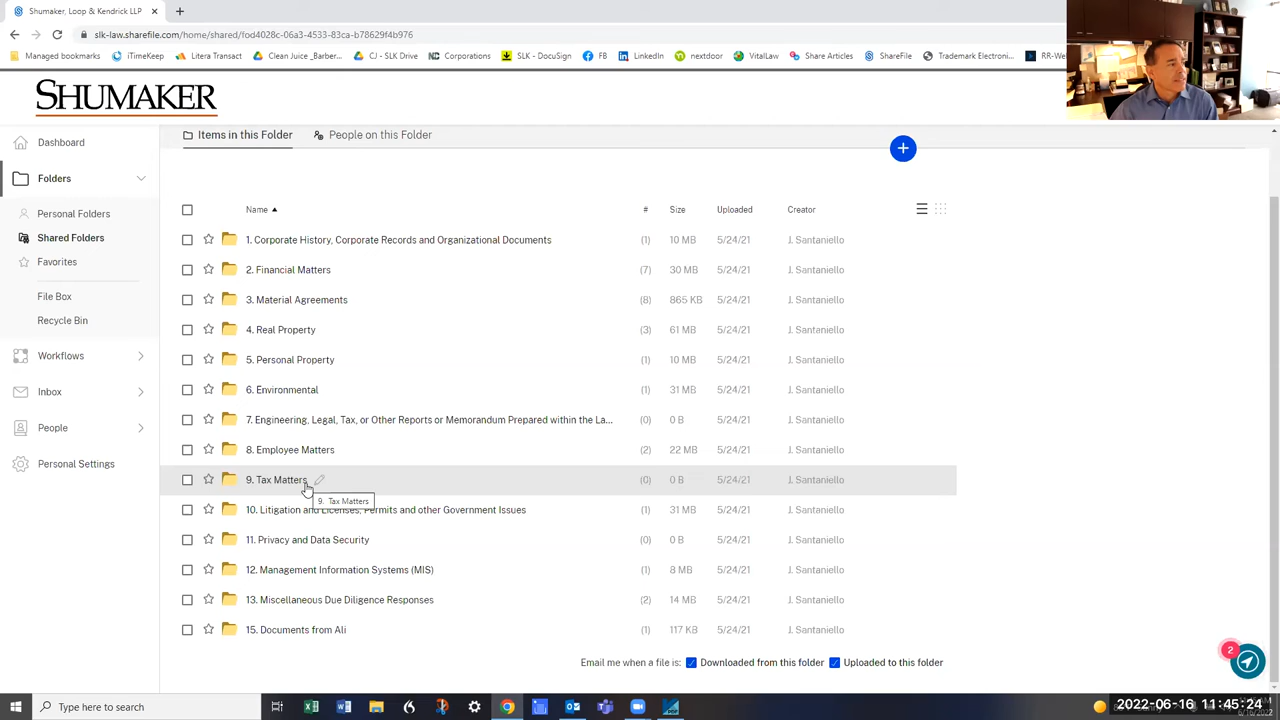 Shumaker, Loop & Kendrick LLP
slk-law.sharefile.com/home/shared/fod4028c-06a3-4533-83ca-b78629f4b976
Managed bookmarks iTimeKeep Litera Transact Clean Juice _Barber... CJ - SLK Drive Corporations SLK - DocuSign FB LinkedIn nextdoor VitalLaw Share Articles ShareFile Trademark Electroni... RR-We
SHUMAKER
Items in this Folder People on this Folder
Dashboard
Folders
Personal Folders
Shared Folders
Favorites
File Box
Recycle Bin
Workflows
Inbox
People
Personal Settings
Name # Size Uploaded Creator
1. Corporate History, Corporate Records and Organizational Documents (1) 10 MB 5/24/21 J. Santaniello
2. Financial Matters (7) 30 MB 5/24/21 J. Santaniello
3. Material Agreements (8) 865 KB 5/24/21 J. Santaniello
4. Real Property (3) 61 MB 5/24/21 J. Santaniello
5. Personal Property (1) 10 MB 5/24/21 J. Santaniello
6. Environmental (1) 31 MB 5/24/21 J. Santaniello
7. Engineering, Legal, Tax, or Other Reports or Memorandum Prepared within the La... (0) 0 B 5/24/21 J. Santaniello
8. Employee Matters (2) 22 MB 5/24/21 J. Santaniello
9. Tax Matters (0) 0 B 5/24/21 J. Santaniello
9. Tax Matters
10. Litigation and Licenses, Permits and other Government Issues (1) 31 MB 5/24/21 J. Santaniello
11. Privacy and Data Security (0) 0 B 5/24/21 J. Santaniello
12. Management Information Systems (MIS) (1) 8 MB 5/24/21 J. Santaniello
13. Miscellaneous Due Diligence Responses (2) 14 MB 5/24/21 J. Santaniello
15. Documents from Ali (1) 117 KB 5/24/21 J. Santaniello
Email me when a file is: Downloaded from this folder Uploaded to this folder
2
Type here to search
2022-06-16 11:45:24